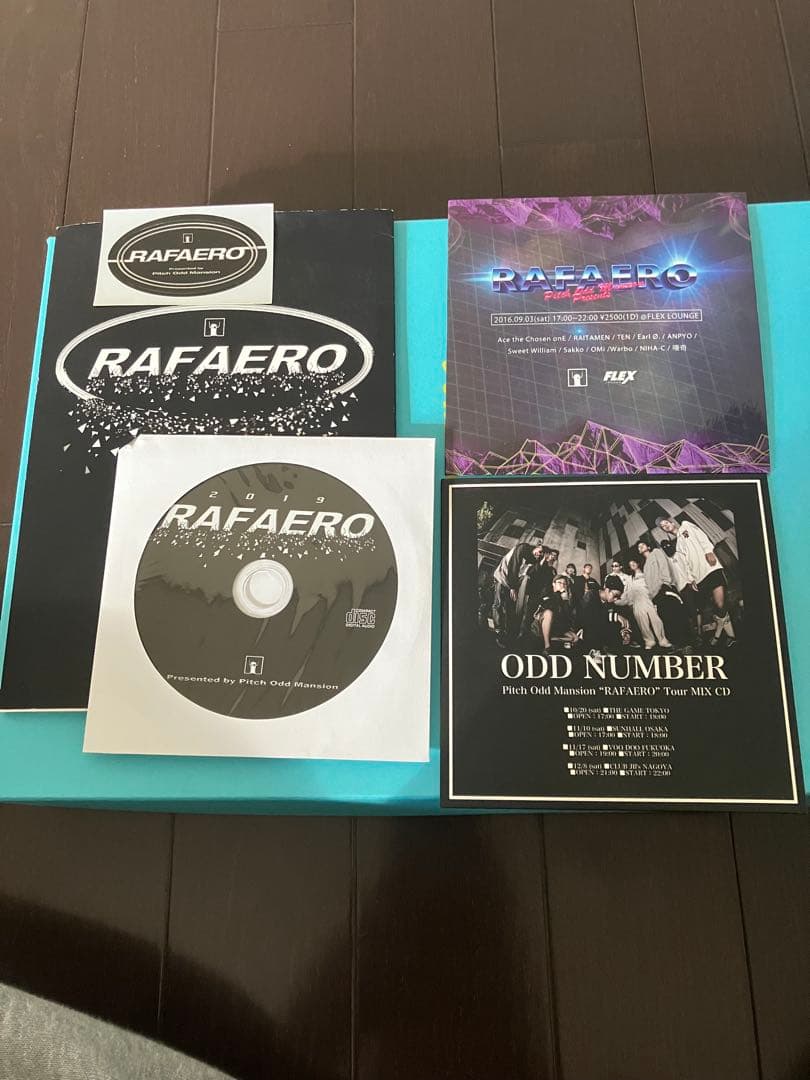 RAFAERO
Presented by
Pitch Odd Mansion
RAFAERO
2019
RAFAERO
COMPACT
disc
DIGITAL AUDIO
Presented by Pitch Odd Mansion
RAFAERO
Pitch Odd Mansion
Presents
2016.09.03(sat) 17:00~22:00 ¥2500(1D) @FLEX LOUNGE
Ace the Chosen onE / RAITAMEN / TEN / Earl Ø. / ANPYO /
Sweet William / Sakko / OMi /Warbo / NIHA-C / 唾奇
FLEX
ODD NUMBER
Pitch Odd Mansion “RAFAERO” Tour MIX CD
■10/20 (sat) ■THE GAME TOKYO
■OPEN : 17:00 ■START : 18:00
■11/10 (sat) ■SUNHALL OSAKA
■OPEN : 17:00 ■START : 18:00
■11/17 (sat) ■VOO DOO FUKUOKA
■OPEN : 19:00 ■START : 20:00
■12/8 (sat) ■CLUB JB's NAGOYA
■OPEN : 21:00 ■START : 22:00